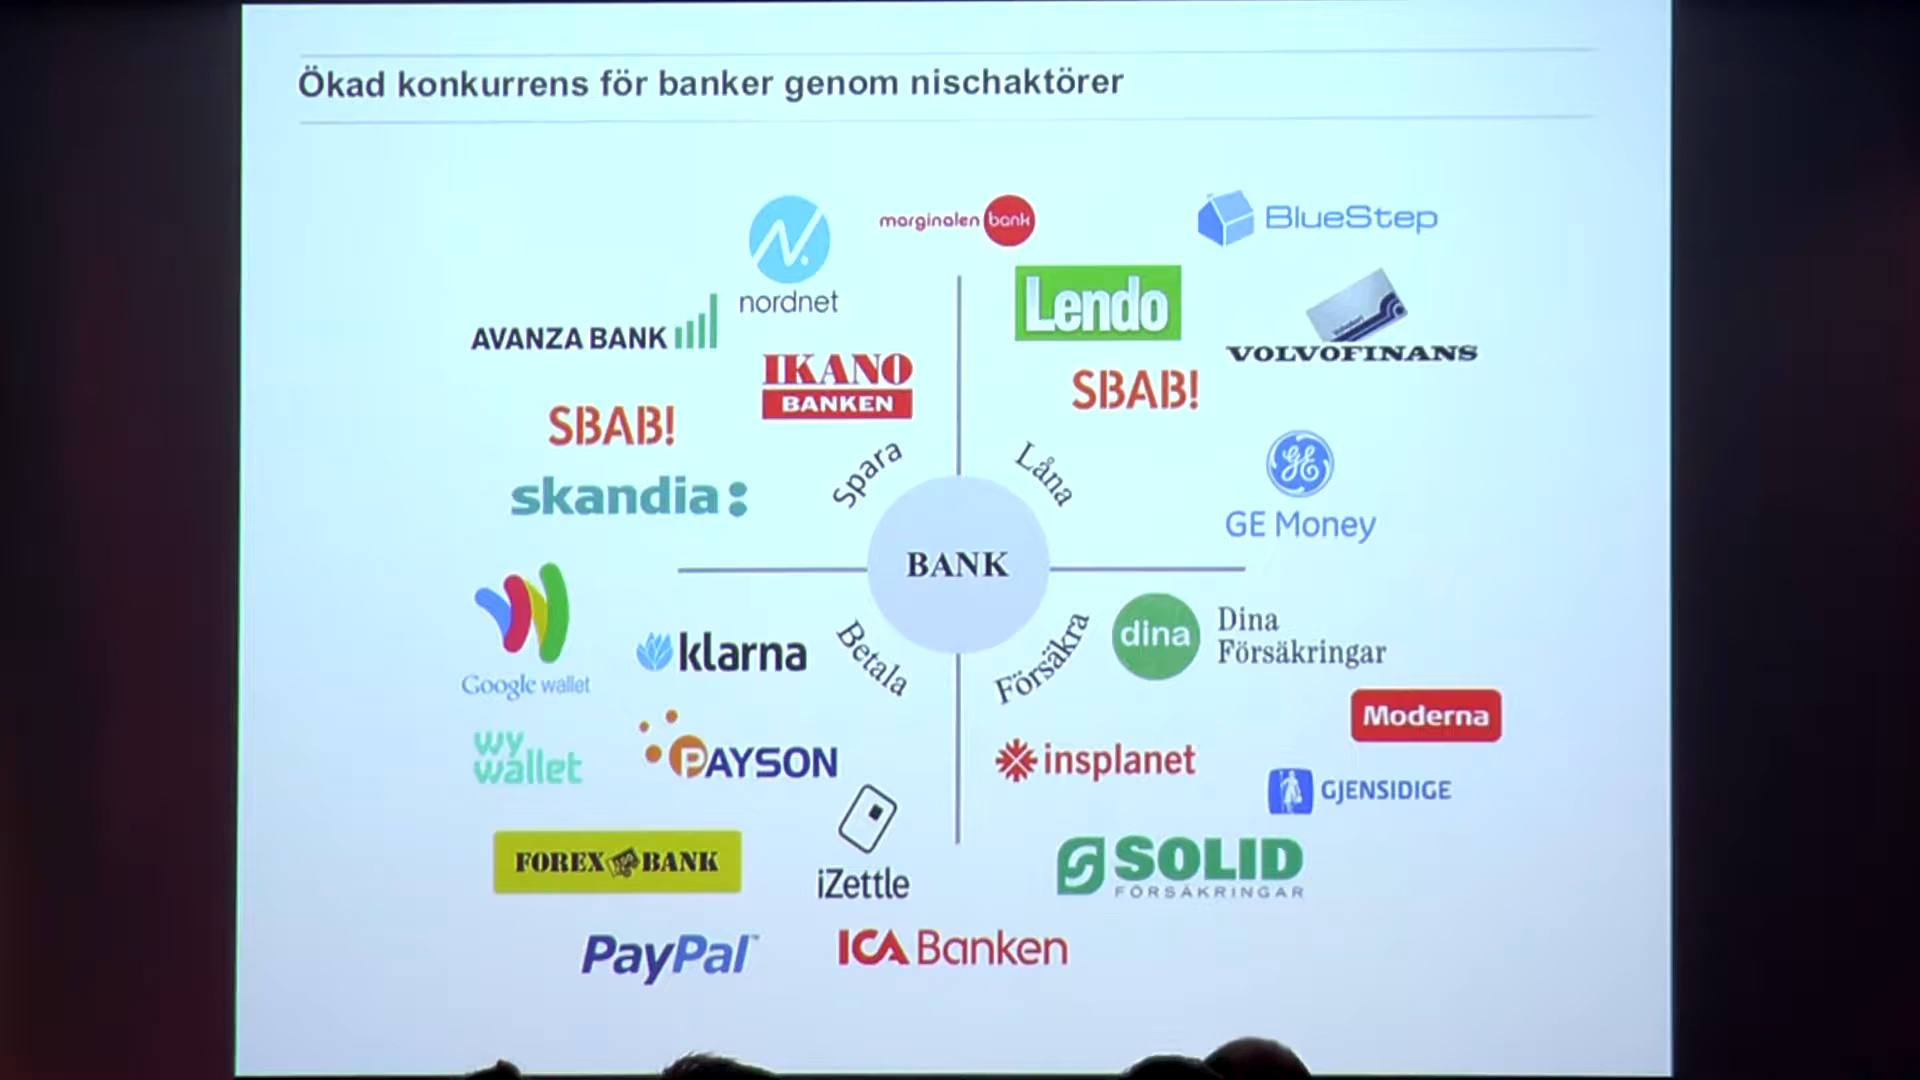 Ökad konkurrens för banker genom nischaktörer
nordnet
marginalen bank
BlueStep
AVANZA BANK
IKANO
BANKEN
Lendo
VOLVOFINANS
SBAB!
SBAB!
skandia:
GE
GE Money
Spara
Låna
BANK
Betala
Försäkra
Google wallet
klarna
wy
wallet
PAYSON
iZettle
FOREX BANK
PayPal™
ICA Banken
dina
Dina
Försäkringar
Moderna
insplanet
GJENSIDIGE
SOLID
FÖRSÄKRINGAR